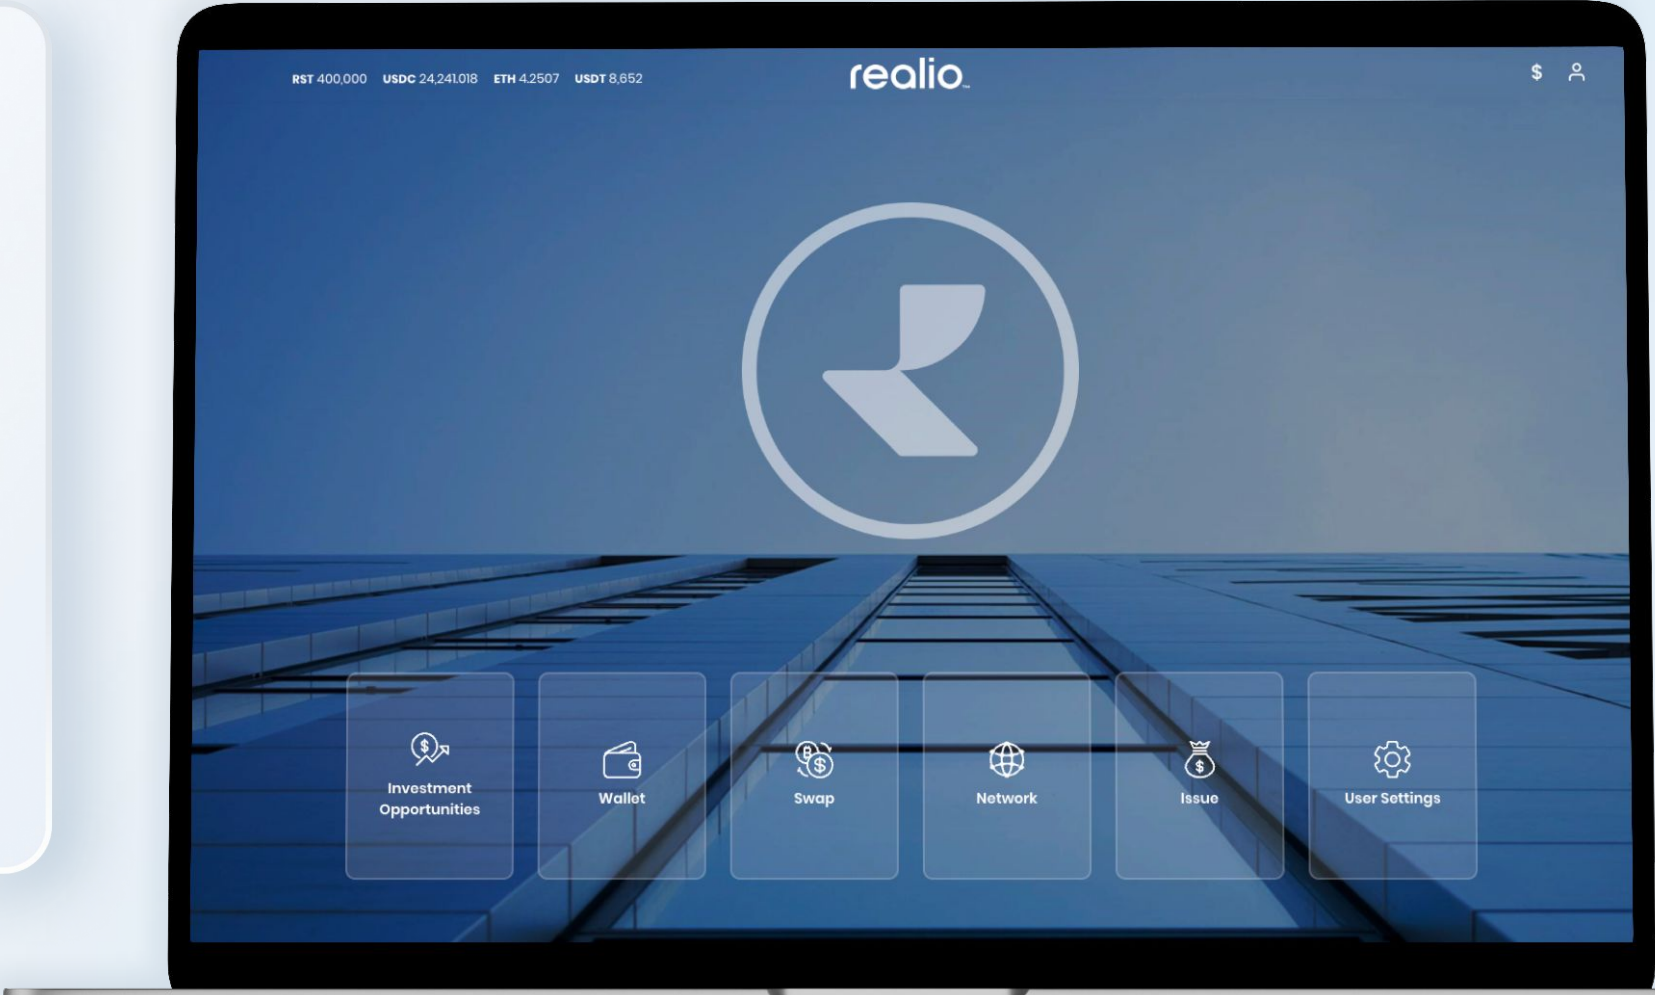 RST 400,000 USDC 24,241.018 ETH 4.2507 USDT 8,652
realio
$
Investment
Opportunities
Wallet
Swap
Network
Issue
User Settings